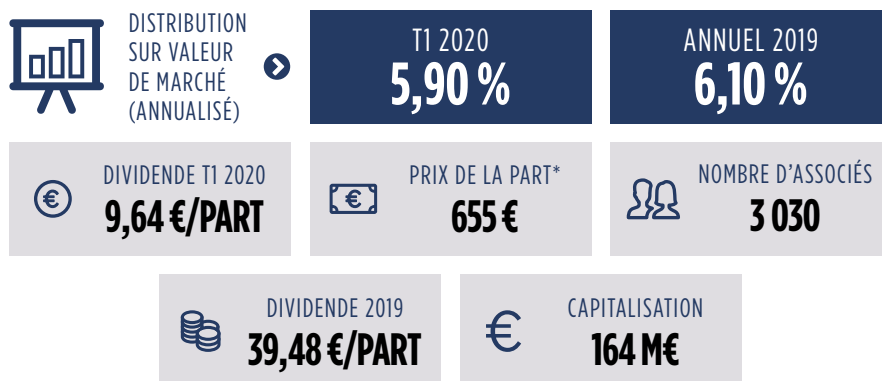 DISTRIBUTION
SUR VALEUR
DE MARCHÉ
(ANNUALISÉ)
T1 2020
5,90 %
ANNUEL 2019
6,10 %
DIVIDENDE T1 2020
9,64 €/PART
PRIX DE LA PART*
655 €
NOMBRE D'ASSOCIÉS
3 030
DIVIDENDE 2019
39,48 €/PART
CAPITALISATION
164 M€